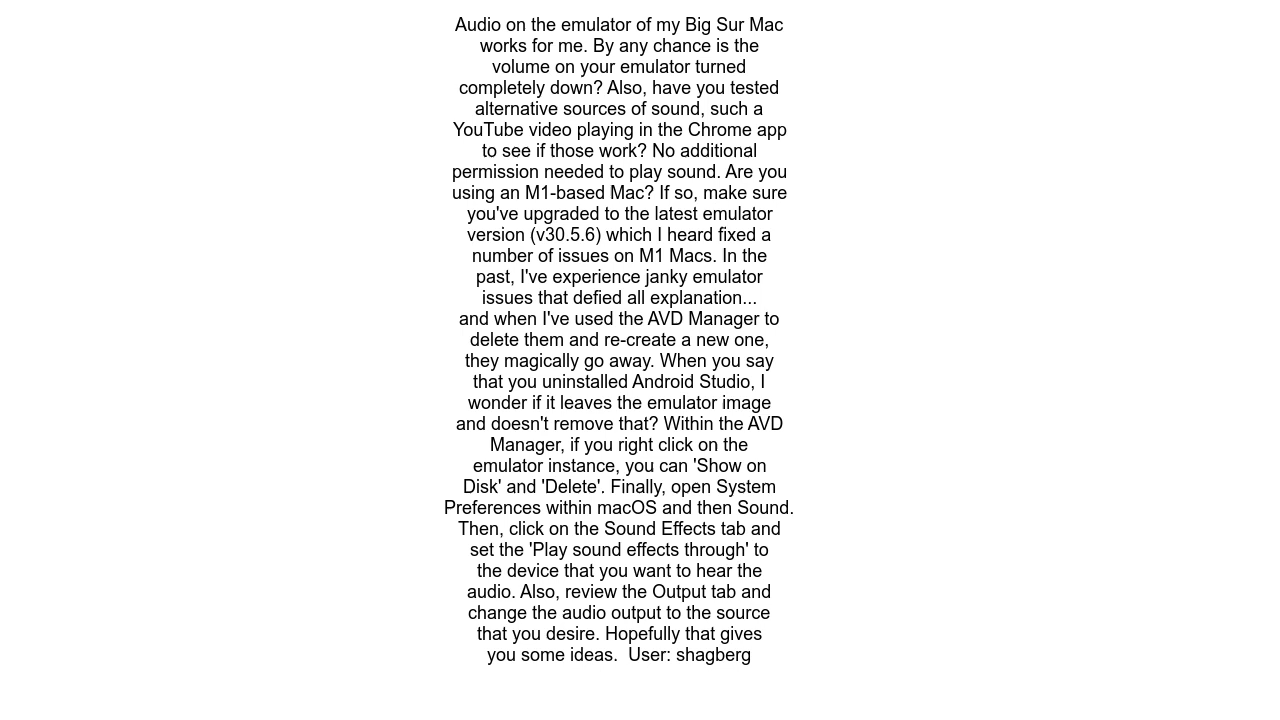 Audio on the emulator of my Big Sur Mac
works for me. By any chance is the
volume on your emulator turned
completely down? Also, have you tested
alternative sources of sound, such a
YouTube video playing in the Chrome app
to see if those work? No additional
permission needed to play sound. Are you
using an M1-based Mac? If so, make sure
you've upgraded to the latest emulator
version (v30.5.6) which I heard fixed a
number of issues on M1 Macs. In the
past, I've experience janky emulator
issues that defied all explanation...
and when I've used the AVD Manager to
delete them and re-create a new one,
they magically go away. When you say
that you uninstalled Android Studio, I
wonder if it leaves the emulator image
and doesn't remove that? Within the AVD
Manager, if you right click on the
emulator instance, you can 'Show on
Disk' and 'Delete'. Finally, open System
Preferences within macOS and then Sound.
Then, click on the Sound Effects tab and
set the 'Play sound effects through' to
the device that you want to hear the
audio. Also, review the Output tab and
change the audio output to the source
that you desire. Hopefully that gives
you some ideas.  User: shagberg